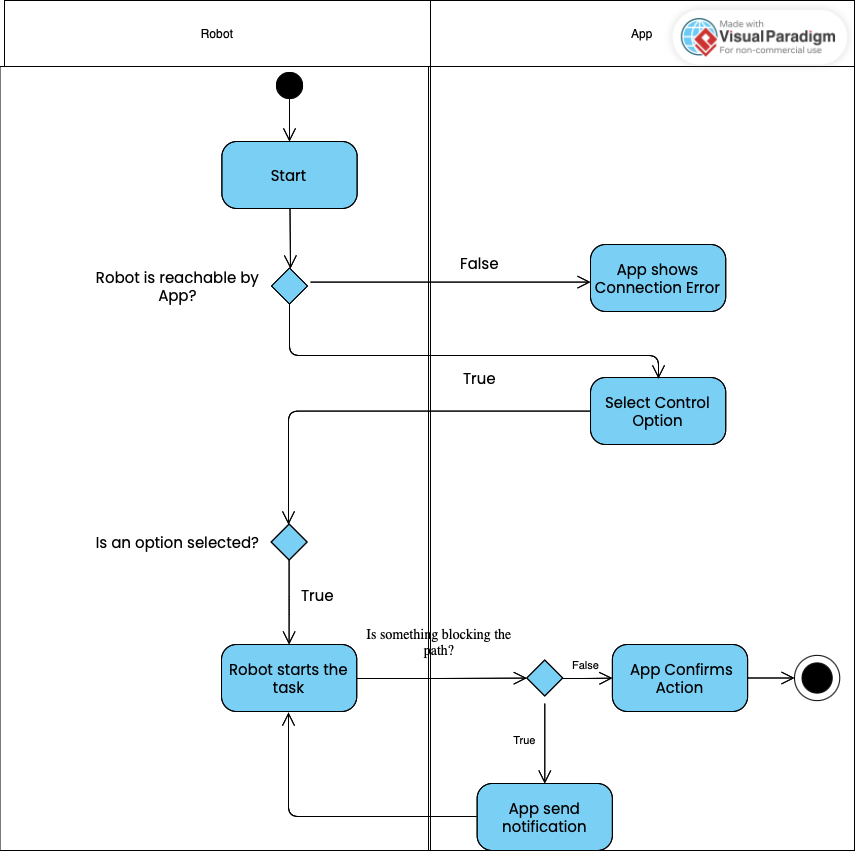 Robot
App
Made with
VisualParadigm
For non-commercial use
Start
Robot is reachable by
App?
False
App shows
Connection Error
True
Select Control
Option
Is an option selected?
True
Is something blocking the
path?
Robot starts the
task
False
App Confirms
Action
True
App send
notification